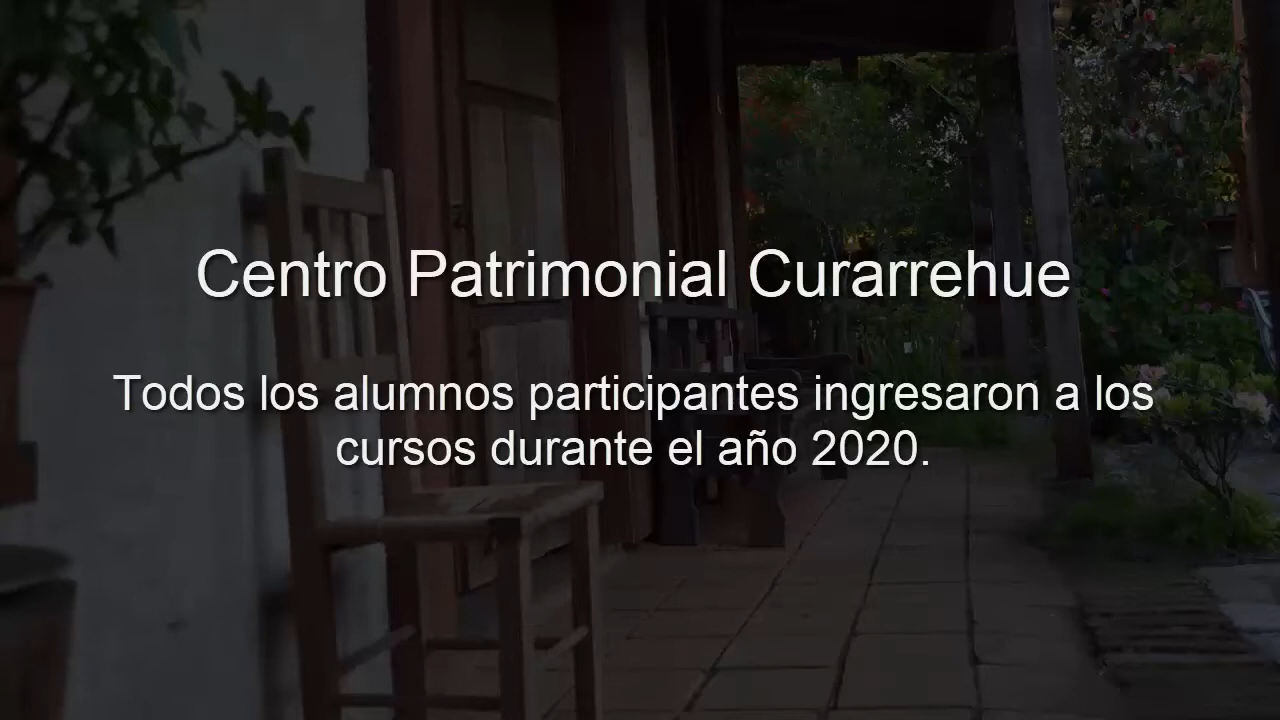 Centro Patrimonial Curarrehue
Todos los alumnos participantes ingresaron a los
cursos durante el año 2020.